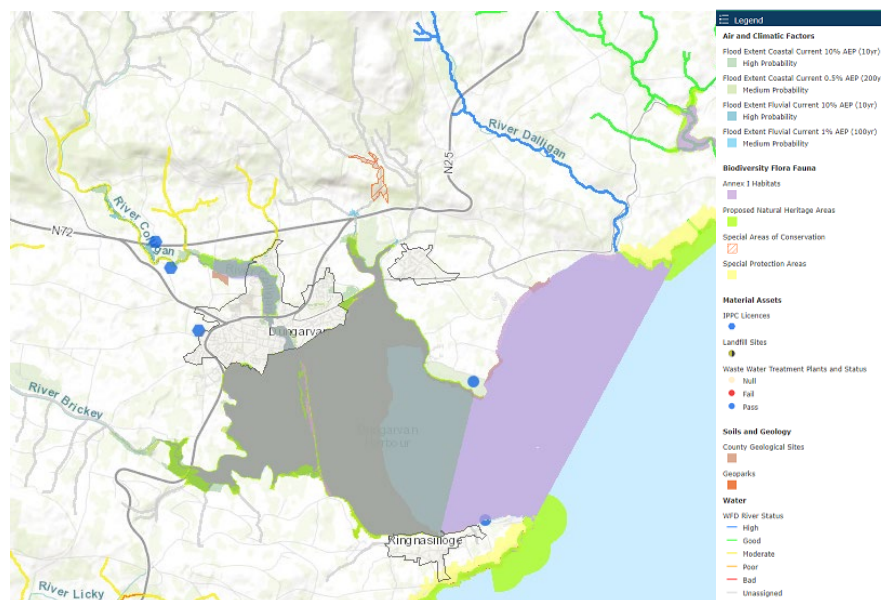 N25
River Dalligan
N72
River Colligan
Dungarvan
River Brickey
Dungarvan
Harbour
Ringnasilloge
River Licky
Legend
Air and Climatic Factors
Flood Extent Coastal Current 10% AEP (10yr)
High Probability
Flood Extent Coastal Current 0.5% AEP (200y
Medium Probability
Flood Extent Fluvial Current 10% AEP (10yr)
High Probability
Flood Extent Fluvial Current 1% AEP (100yr)
Medium Probability
Biodiversity Flora Fauna
Annex I Habitats
Proposed Natural Heritage Areas
Special Areas of Conservation
Special Protection Areas
Material Assets
IPPC Licences
Landfill Sites
Waste Water Treatment Plants and Status
Null
Fail
Pass
Soils and Geology
County Geological Sites
Geoparks
Water
WFD River Status
High
Good
Moderate
Poor
Bad
Unassigned